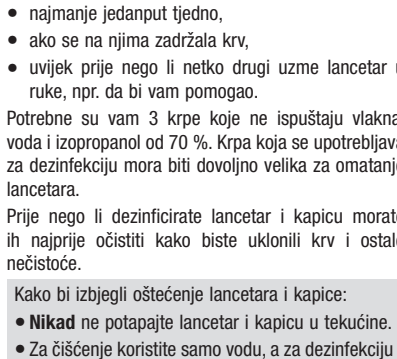 • najmanje jedanput tjedno,
• ako se na njima zadržala krv,
• uvijek prije nego li netko drugi uzme lancetar u
ruke, npr. da bi vam pomogao.
Potrebne su vam 3 krpe koje ne ispuštaju vlakna,
voda i izopropanol od 70 %. Krpa koja se upotrebljava
za dezinfekciju mora biti dovoljno velika za omatanje
lancetara.
Prije nego li dezinficirate lancetar i kapicu morate
ih najprije očistiti kako biste uklonili krv i ostale
nečistoće.
Kako bi izbjegli oštećenje lancetara i kapice:
• Nikad ne potapajte lancetar i kapicu u tekućine.
• Za čišćenje koristite samo vodu, a za dezinfekciju